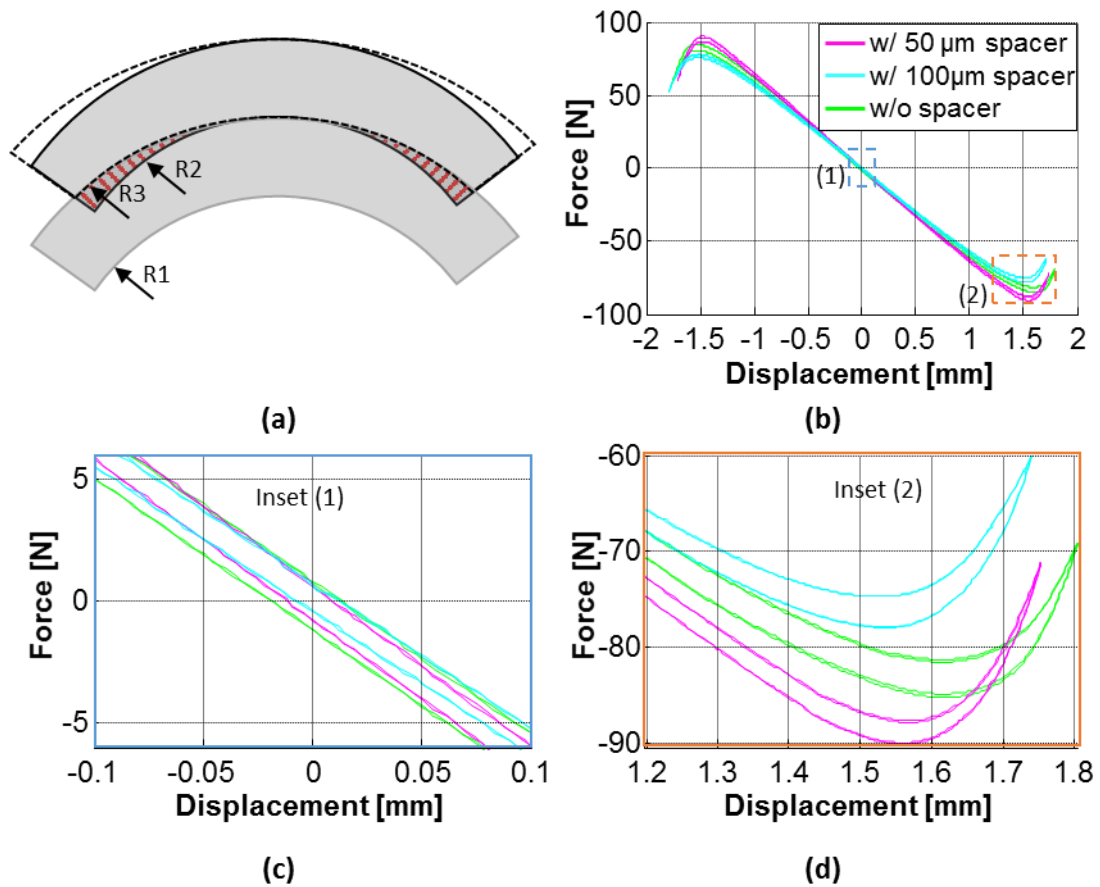 R3
R2
R1
(a)
Force [N]
100
50
0
-50
-100
w/ 50 µm spacer
w/ 100µm spacer
w/o spacer
(1)
(2)
-2 -1.5 -1 -0.5 0 0.5 1 1.5 2
Displacement [mm]
(b)
Force [N]
5
0
-5
Inset (1)
-0.1 -0.05 0 0.05 0.1
Displacement [mm]
(c)
Force [N]
-60
-70
-80
-90
Inset (2)
1.2 1.3 1.4 1.5 1.6 1.7 1.8
Displacement [mm]
(d)